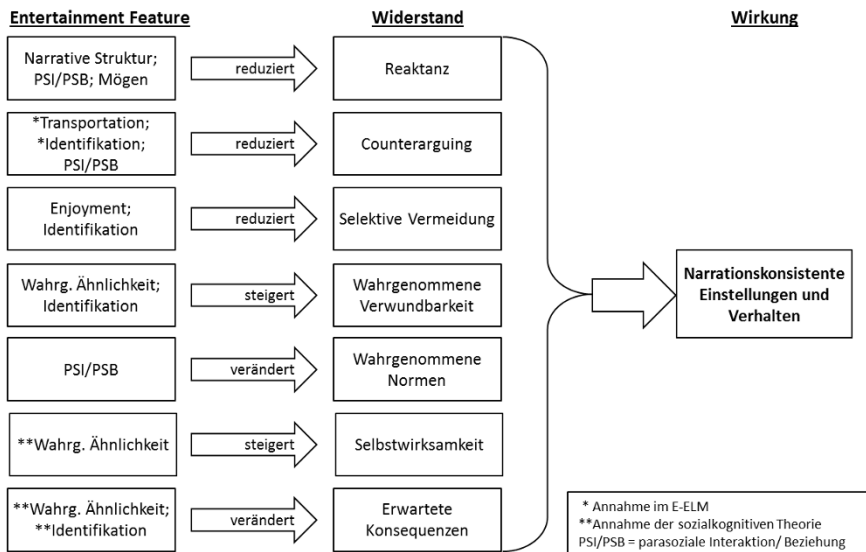 Entertainment Feature
Widerstand
Wirkung
Narrative Struktur;
PSI/PSB; Mögen
reduziert
Reaktanz
*Transportation;
*Identifikation;
PSI/PSB
reduziert
Counterarguing
Enjoyment;
Identifikation
reduziert
Selektive Vermeidung
Wahrg. Ähnlichkeit;
Identifikation
steigert
Wahrgenommene
Verwundbarkeit
PSI/PSB
verändert
Wahrgenommene
Normen
**Wahrg. Ähnlichkeit
steigert
Selbstwirksamkeit
**Wahrg. Ähnlichkeit;
**Identifikation
verändert
Erwartete
Konsequenzen
Narrationskonsistente
Einstellungen und
Verhalten
* Annahme im E-ELM
**Annahme der sozialkognitiven Theorie
PSI/PSB = parasoziale Interaktion/ Beziehung